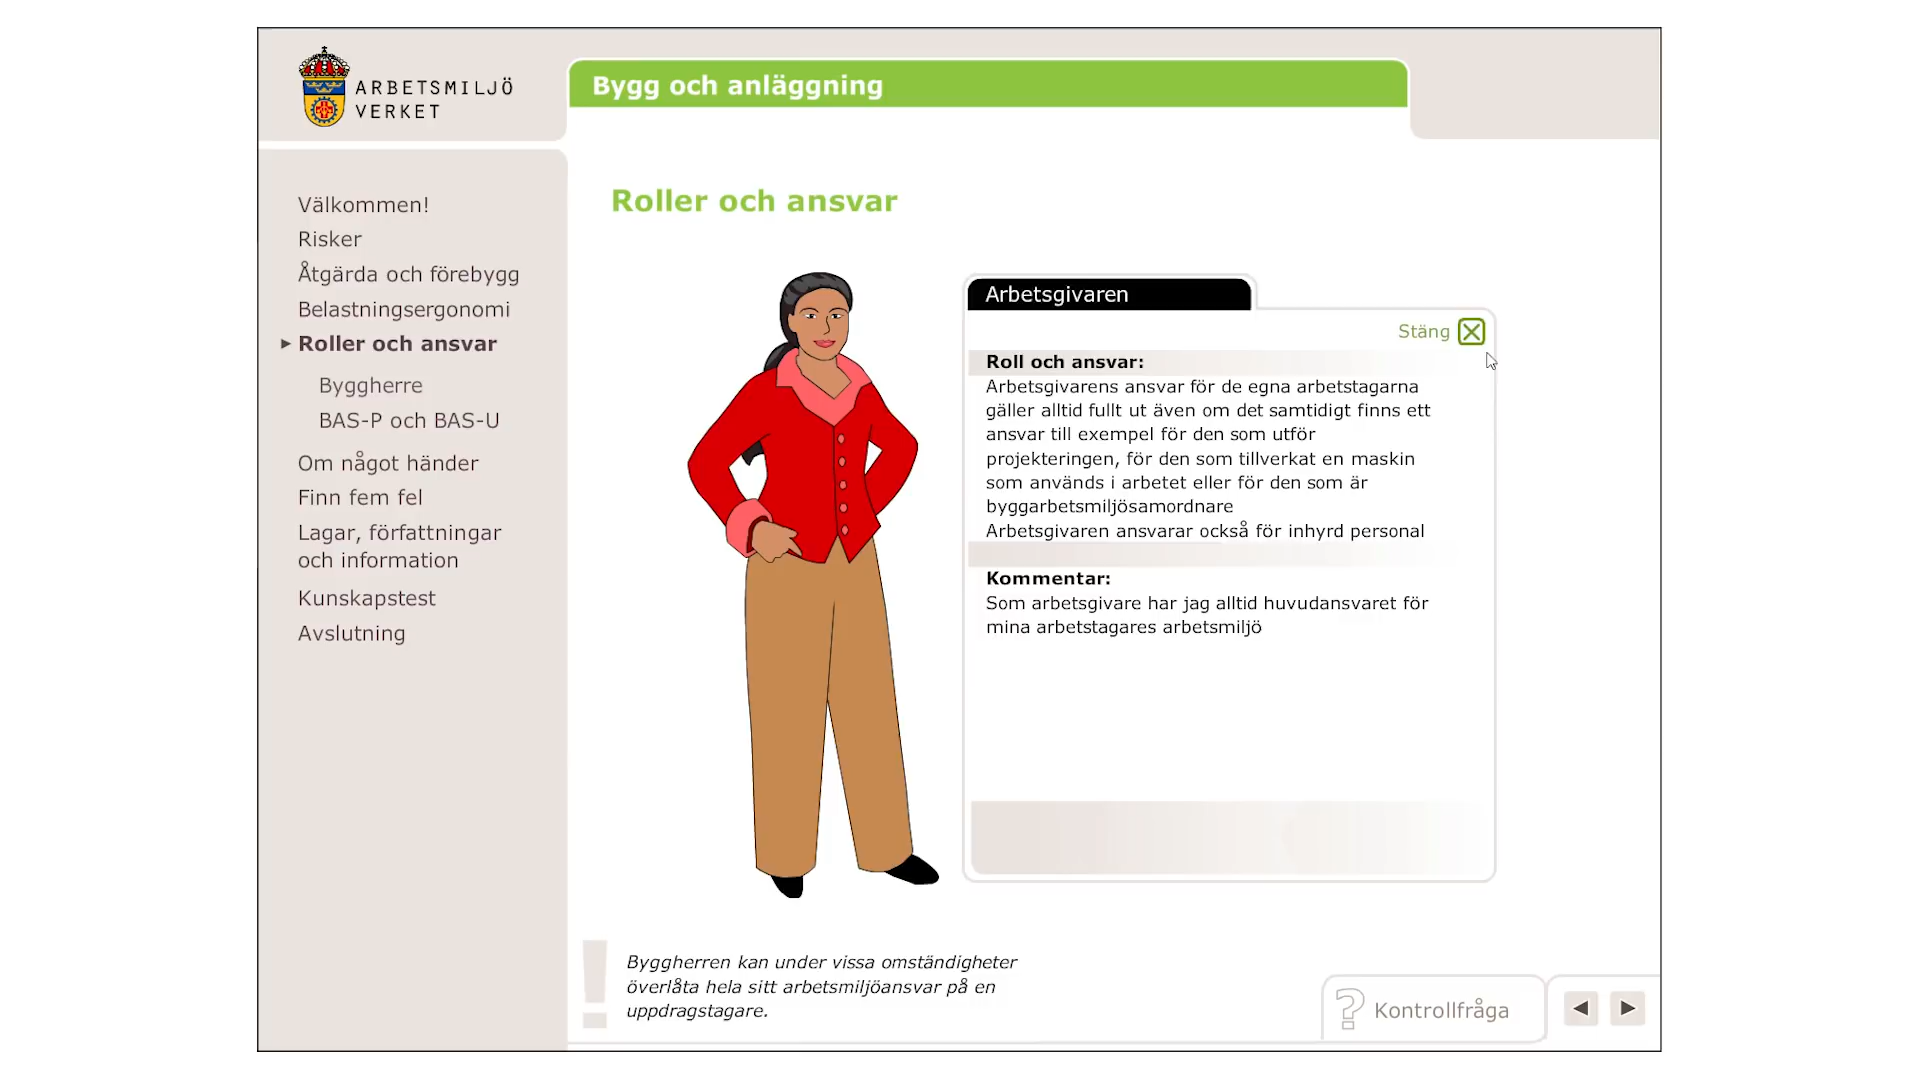 ARBETSMILJÖ
VERKET
Bygg och anläggning
Välkommen!
Risker
Åtgärda och förebygg
Belastningsergonomi
Roller och ansvar
Byggherre
BAS-P och BAS-U
Om något händer
Finn fem fel
Lagar, författningar
och information
Kunskapstest
Avslutning
Roller och ansvar
Arbetsgivaren
Stäng
Roll och ansvar:
Arbetsgivarens ansvar för de egna arbetstagarna
gäller alltid fullt ut även om det samtidigt finns ett
ansvar till exempel för den som utför
projekteringen, för den som tillverkat en maskin
som används i arbetet eller för den som är
byggarbetsmiljösamordnare
Arbetsgivaren ansvarar också för inhyrd personal
Kommentar:
Som arbetsgivare har jag alltid huvudansvaret för
mina arbetstagares arbetsmiljö
!
Byggherren kan under vissa omständigheter
överlåta hela sitt arbetsmiljöansvar på en
uppdragstagare.
? Kontrollfråga